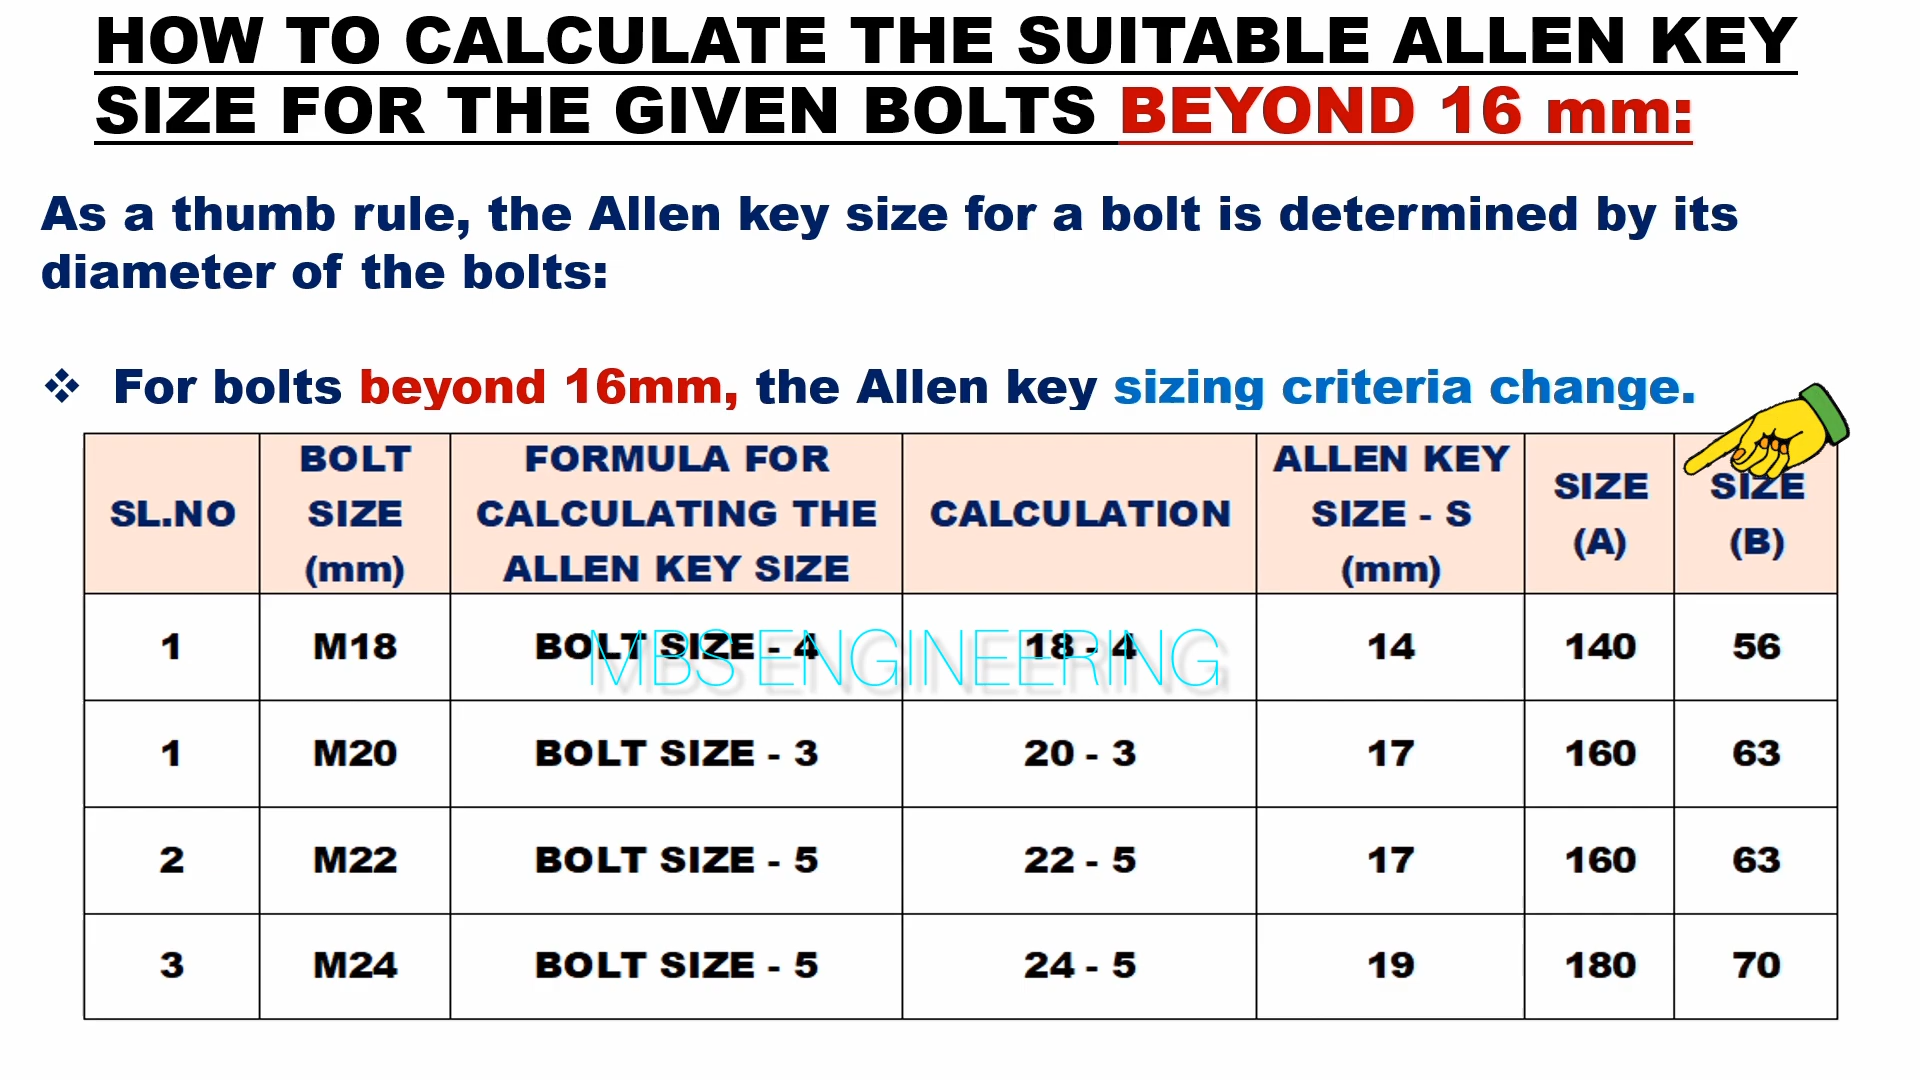 HOW TO CALCULATE THE SUITABLE ALLEN KEY
SIZE FOR THE GIVEN BOLTS BEYOND 16 mm:
As a thumb rule, the Allen key size for a bolt is determined by its
diameter of the bolts:
❖ For bolts beyond 16mm, the Allen key sizing criteria change.
SL.NO
BOLT
SIZE
(mm)
FORMULA FOR
CALCULATING THE
ALLEN KEY SIZE
CALCULATION
ALLEN KEY
SIZE - S
(mm)
SIZE
(A)
SIZE
(B)
1 M18 BOLT SIZE - 4 18 - 4 14 140 56
MBS ENGINEERING
1 M20 BOLT SIZE - 3 20 - 3 17 160 63
2 M22 BOLT SIZE - 5 22 - 5 17 160 63
3 M24 BOLT SIZE - 5 24 - 5 19 180 70